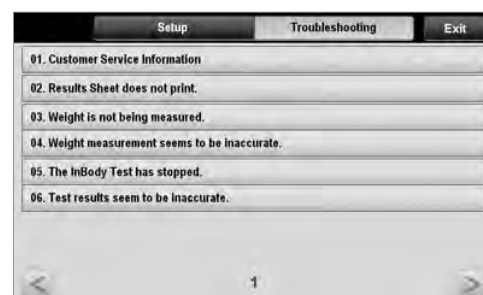 Setup Troubleshooting Exit
01. Customer Service Information
02. Results Sheet does not print.
03. Weight is not being measured.
04. Weight measurement seems to be inaccurate.
05. The InBody Test has stopped.
06. Test results seem to be inaccurate.
< 1 >